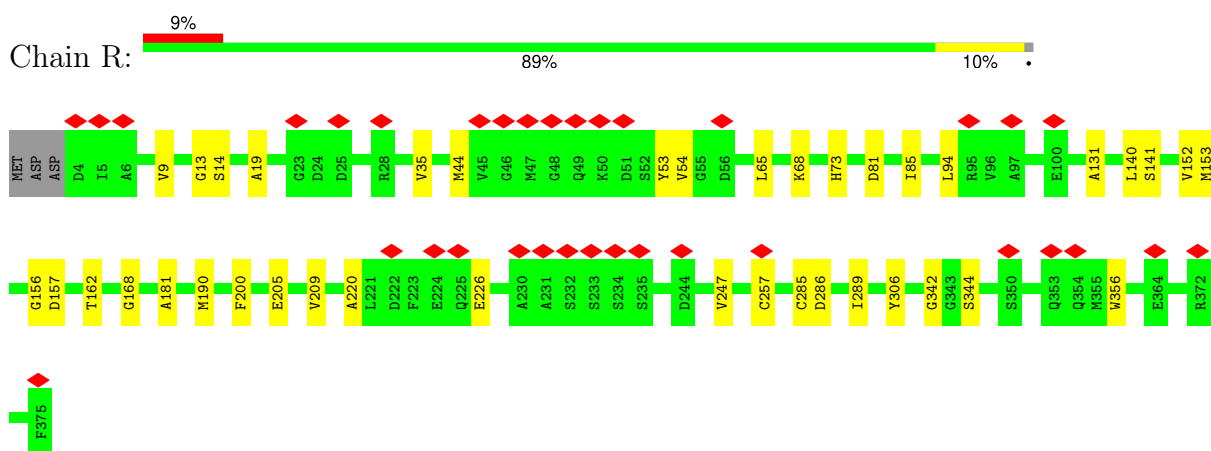 9%
Chain R:
89% 10% •
MET ASP ASP D4 I5 A6 V9 G13 S14 A19 G23 D24 D25 R28 V35 M44 V45 G46 M47 G48 Q49 K50 D51 S52 Y53 V54 G55 D56 L65 K68 H73 D81 I85 L94 R95 V96 A97 E100 A131 L140 S141 V152 M153
G156 D157 T162 G168 A181 M190 F200 E205 V209 A220 L221 D222 F223 E224 Q225 E226 A230 A231 S232 S233 S234 S235 D244 V247 C257 C285 D286 I289 Y306 G342 G343 S344 S350 Q353 Q354 M355 W356 E364 R372
F375